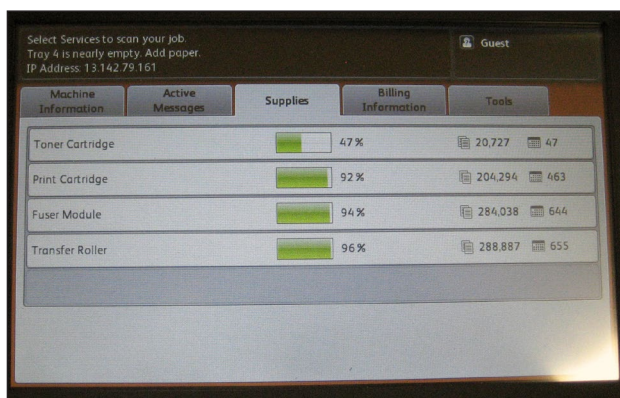 Select Services to scan your job.
Tray 4 is nearly empty. Add paper.
IP Address: 13.142.79.161
Guest
Machine Information
Active Messages
Supplies
Billing Information
Tools
Toner Cartridge 47% 20,727 47
Print Cartridge 92% 204,294 463
Fuser Module 94% 284,038 644
Transfer Roller 96% 288,887 655